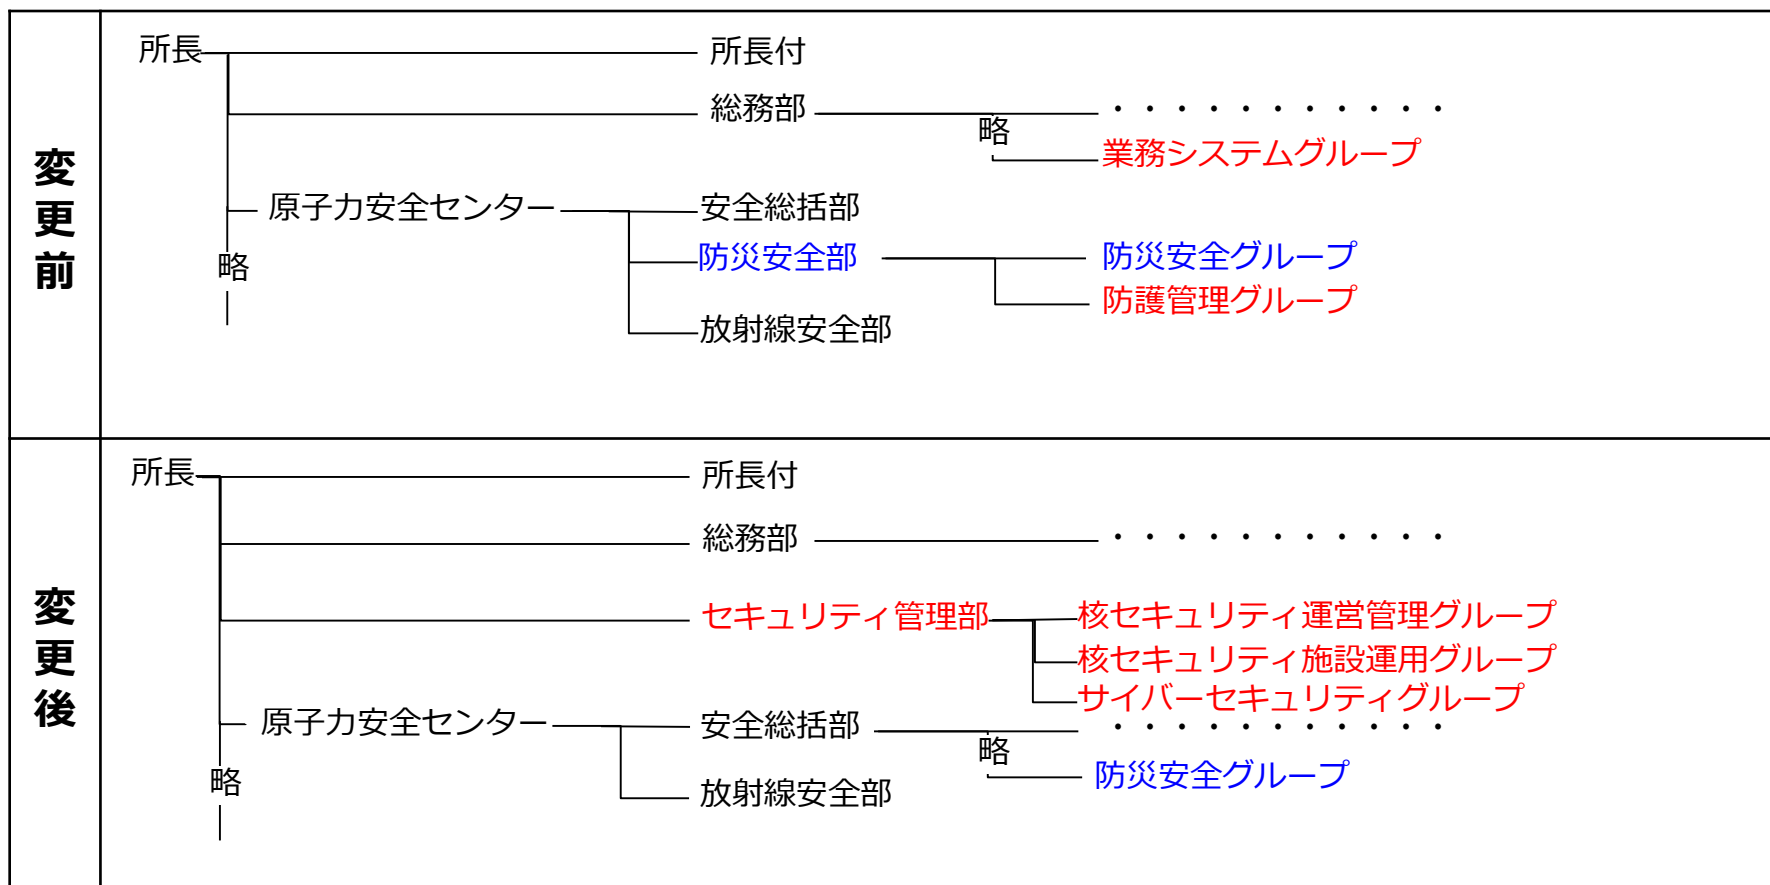 変更前
所長
所長付
総務部
・・・・・・・・・・・
略
業務システムグループ
原子力安全センター
安全総括部
防災安全部
防災安全グループ
略
防護管理グループ
放射線安全部
変更後
所長
所長付
総務部
・・・・・・・・・・・
セキュリティ管理部
核セキュリティ運営管理グループ
核セキュリティ施設運用グループ
サイバーセキュリティグループ
原子力安全センター
安全総括部
・・・・・・・・・・・
略
防災安全グループ
略
放射線安全部